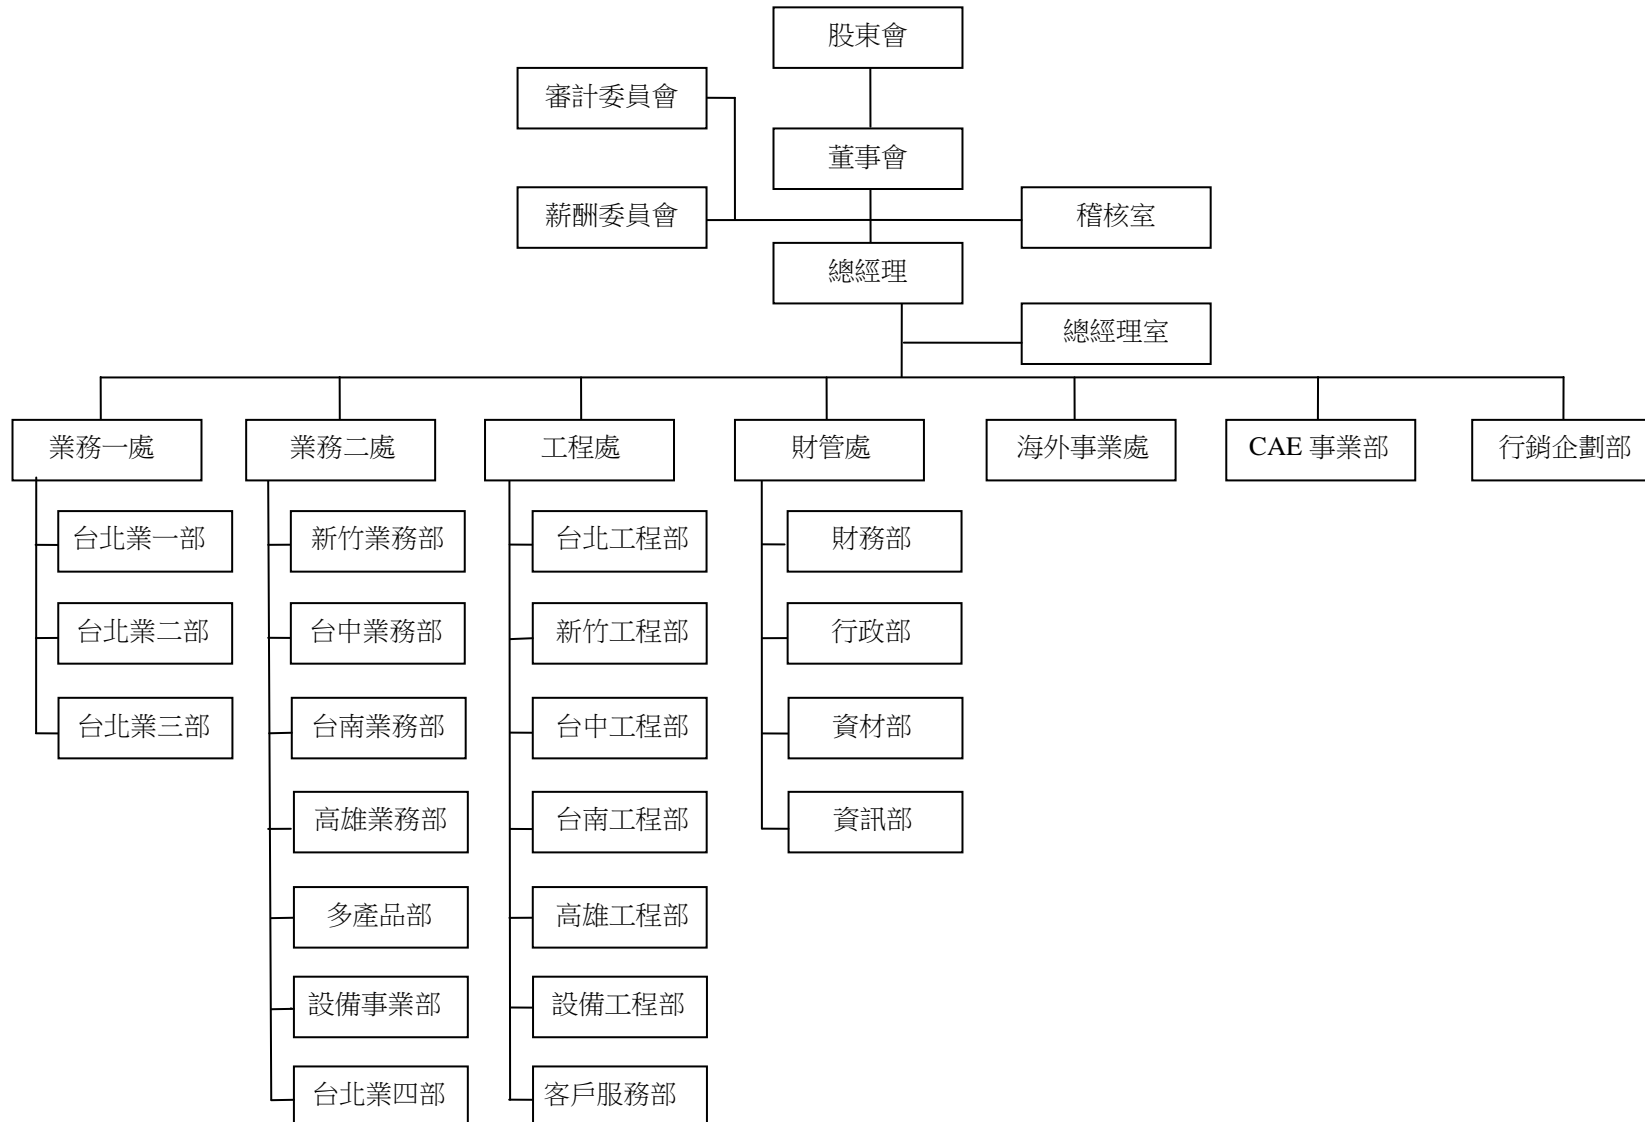 股東會
審計委員會
董事會
薪酬委員會
稽核室
總經理
總經理室
業務一處
業務二處
工程處
財管處
海外事業處
CAE 事業部
行銷企劃部
台北業一部
新竹業務部
台北工程部
財務部
台北業二部
台中業務部
新竹工程部
行政部
台北業三部
台南業務部
台中工程部
資材部
高雄業務部
台南工程部
資訊部
多產品部
高雄工程部
設備事業部
設備工程部
台北業四部
客戶服務部